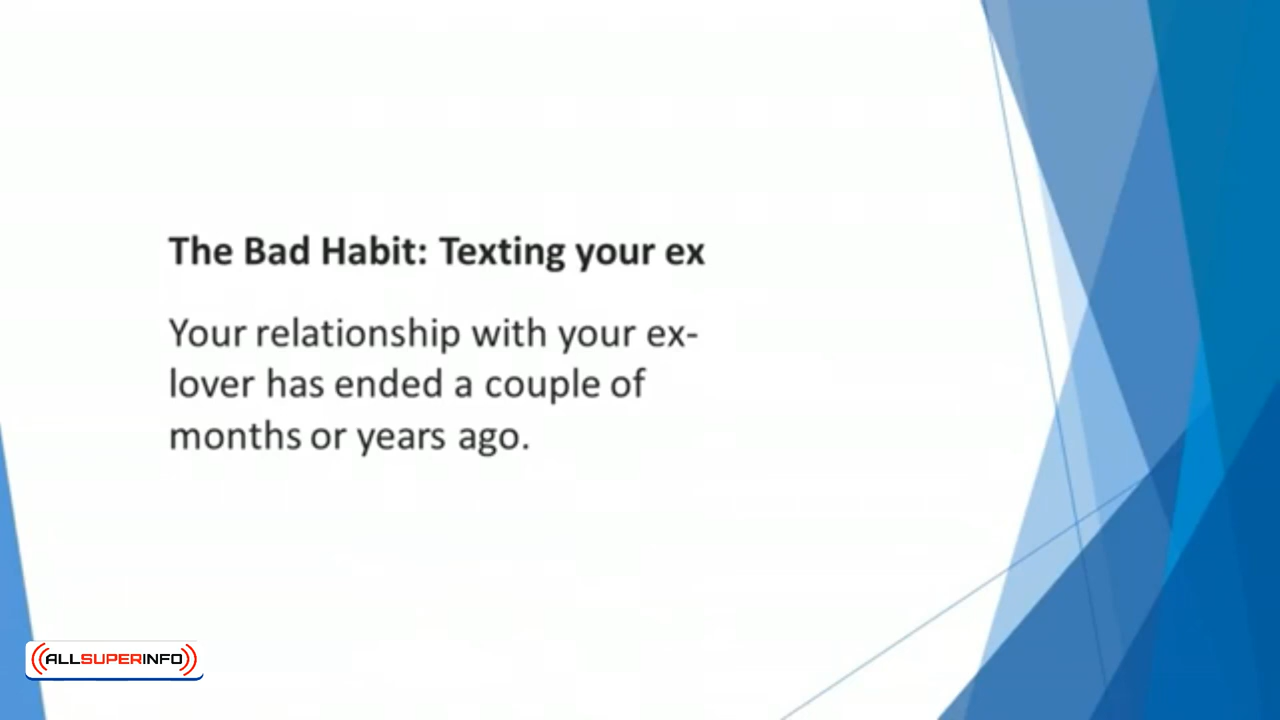 The Bad Habit: Texting your ex
Your relationship with your ex-
lover has ended a couple of
months or years ago.
ALLSUPERINFO